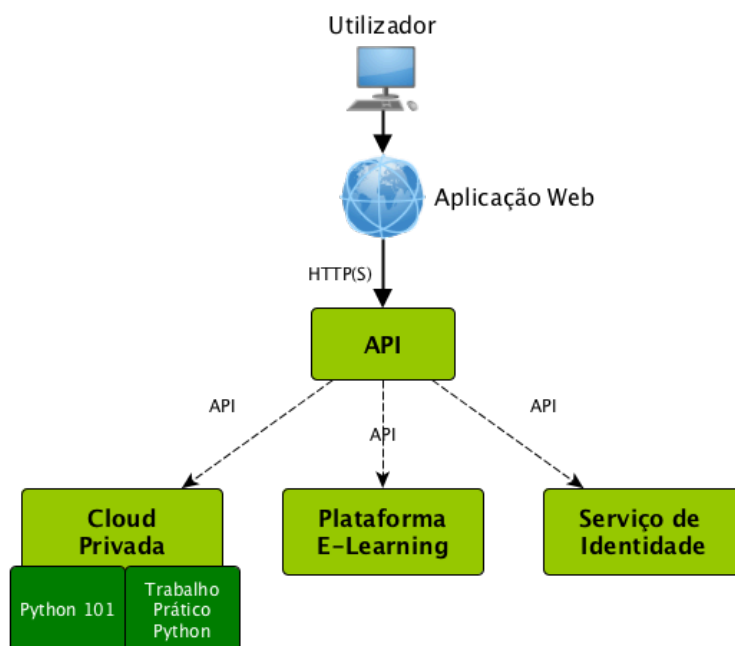 Utilizador
Aplicação Web
HTTP(S)
API
API
API
API
Cloud
Privada
Plataforma
E-Learning
Serviço de
Identidade
Python 101
Trabalho
Prático
Python